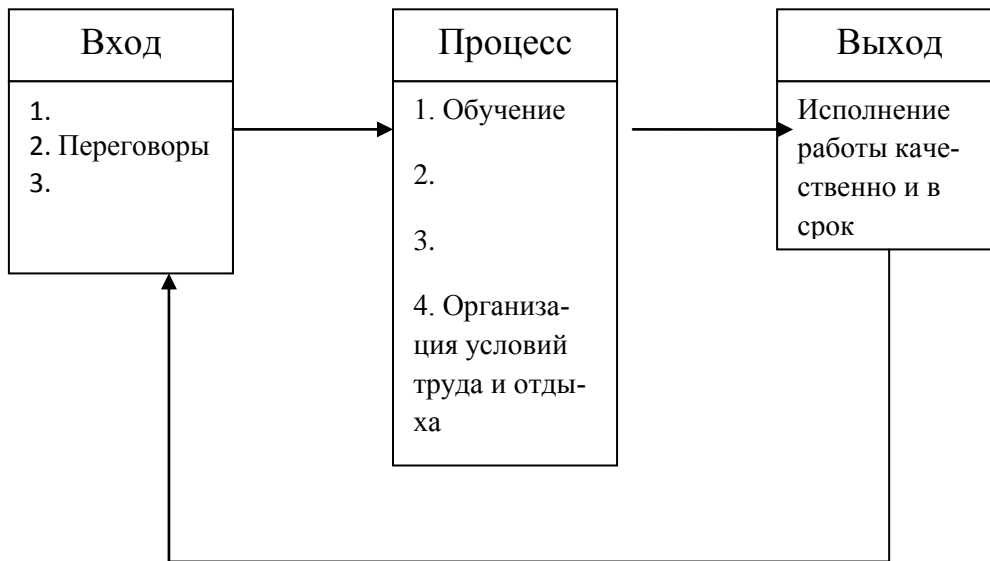 Вход
1.
2. Переговоры
3.
Процесс
1. Обучение
2.
3.
4. Организа-
ция условий
труда и отды-
ха
Выход
Исполнение
работы каче-
ственно и в
срок